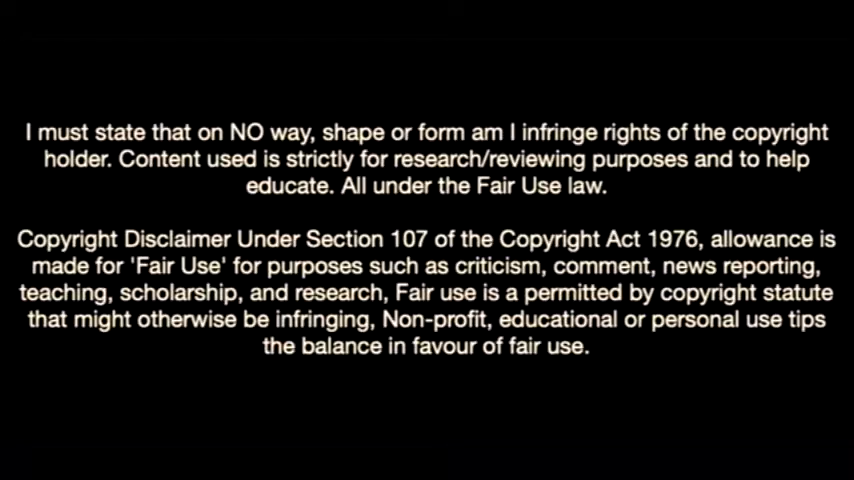 I must state that on NO way, shape or form am I infringe rights of the copyright
holder. Content used is strictly for research/reviewing purposes and to help
educate. All under the Fair Use law.
Copyright Disclaimer Under Section 107 of the Copyright Act 1976, allowance is
made for 'Fair Use' for purposes such as criticism, comment, news reporting,
teaching, scholarship, and research, Fair use is a permitted by copyright statute
that might otherwise be infringing, Non-profit, educational or personal use tips
the balance in favour of fair use.